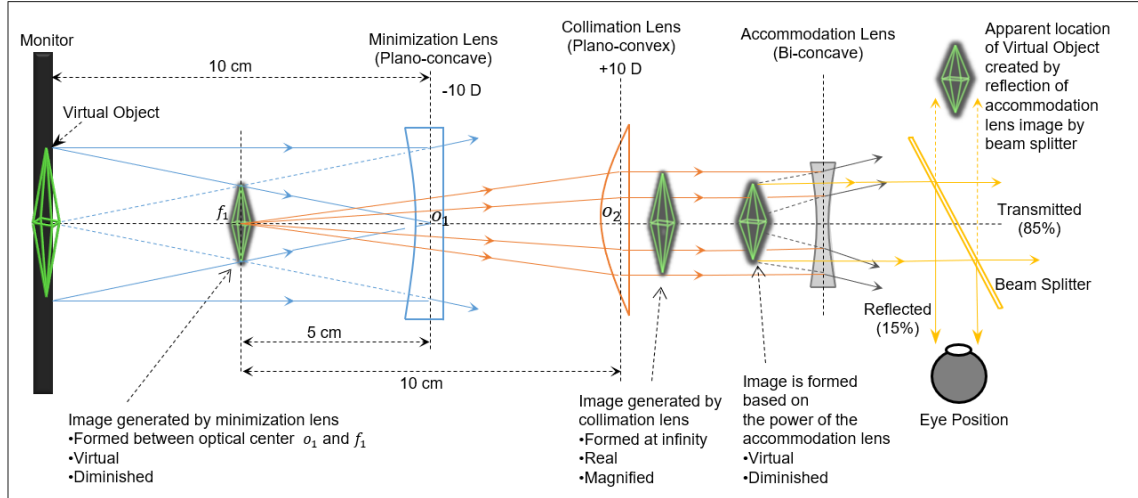 Monitor
10 cm
Virtual Object
Minimization Lens
(Plano-concave)
-10 D
Collimation Lens
(Plano-convex)
+10 D
Accommodation Lens
(Bi-concave)
Apparent location
of Virtual Object
created by
reflection of
accommodation
lens image by
beam splitter
f₁
o₁
o₂
Transmitted
(85%)
Beam Splitter
Reflected
(15%)
Eye Position
5 cm
10 cm
Image generated by minimization lens
•Formed between optical center o₁ and f₁
•Virtual
•Diminished
Image generated by
collimation lens
•Formed at infinity
•Real
•Magnified
Image is formed
based on
the power of the
accommodation lens
•Virtual
•Diminished